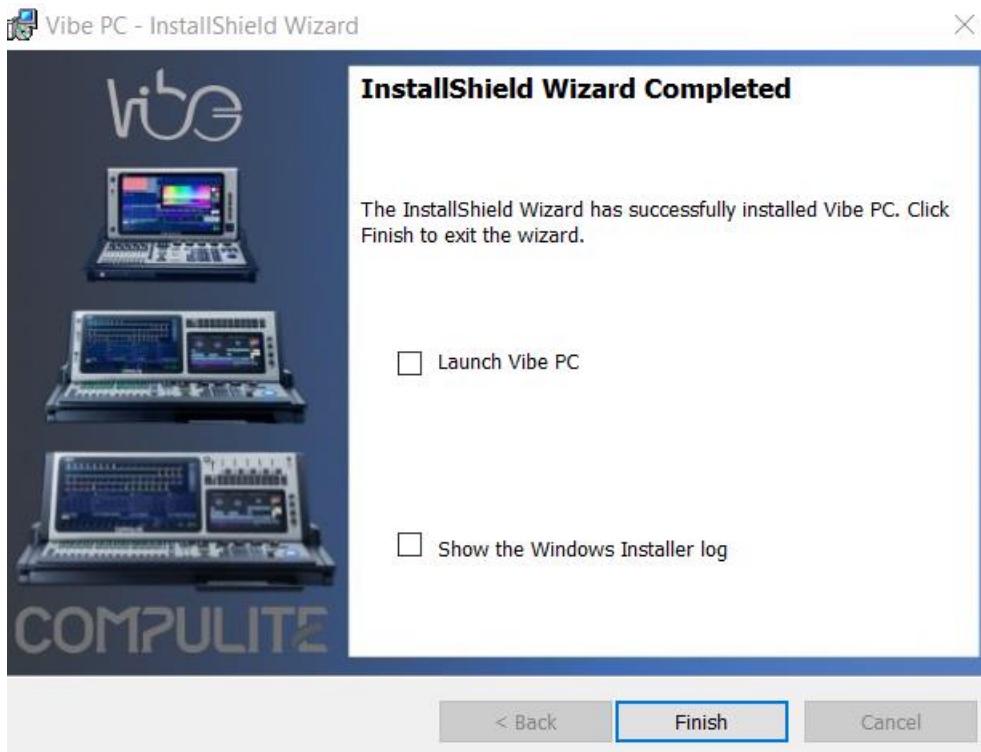 Vibe PC - InstallShield Wizard
vibe
InstallShield Wizard Completed
The InstallShield Wizard has successfully installed Vibe PC. Click
Finish to exit the wizard.
Launch Vibe PC
Show the Windows Installer log
COMPULITE
< Back
Finish
Cancel